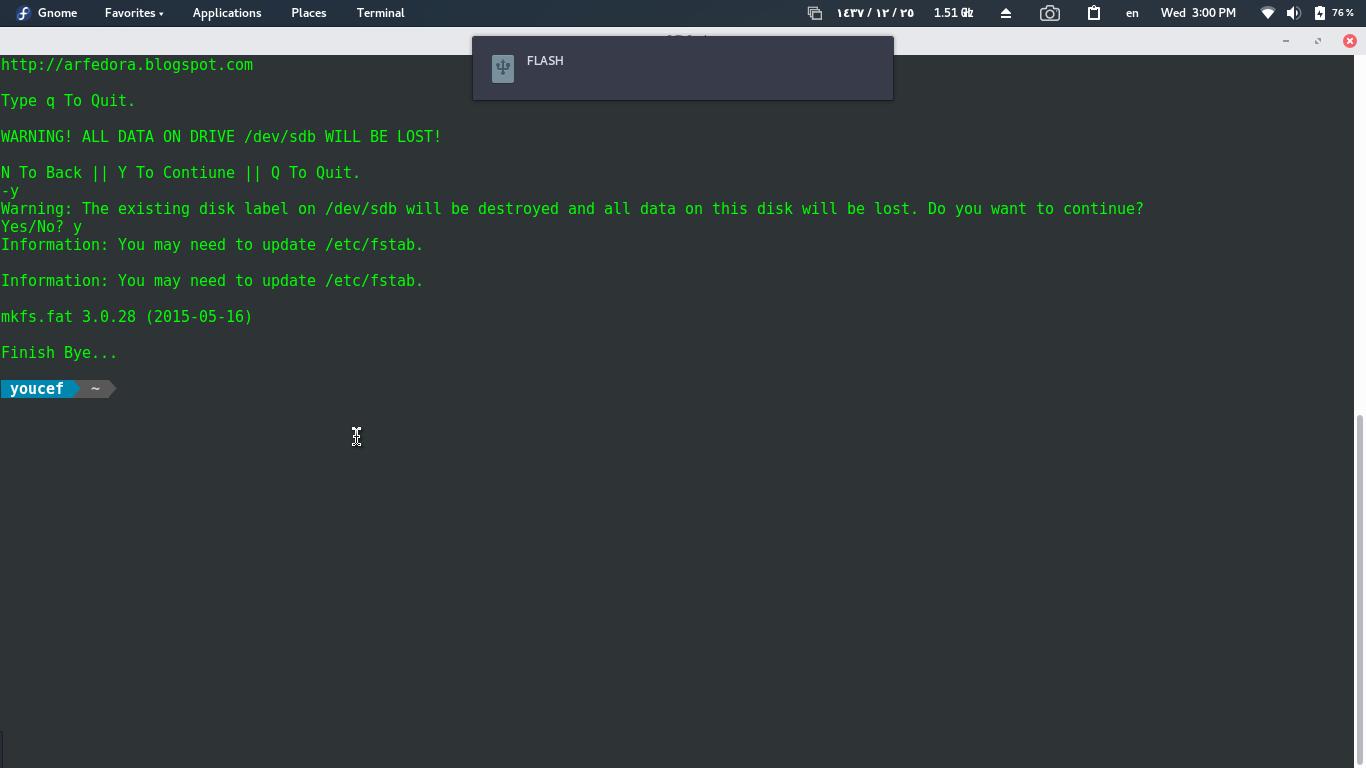 Gnome Favorites Applications Places Terminal ١٤٣٧ / ١٢ / ٢٥ 1.51 en Wed 3:00 PM 76 %
FLASH
http://arfedora.blogspot.com
Type q To Quit.
WARNING! ALL DATA ON DRIVE /dev/sdb WILL BE LOST!
N To Back || Y To Contiune || Q To Quit.
-y
Warning: The existing disk label on /dev/sdb will be destroyed and all data on this disk will be lost. Do you want to continue?
Yes/No? y
Information: You may need to update /etc/fstab.
Information: You may need to update /etc/fstab.
mkfs.fat 3.0.28 (2015-05-16)
Finish Bye...
youcef ~